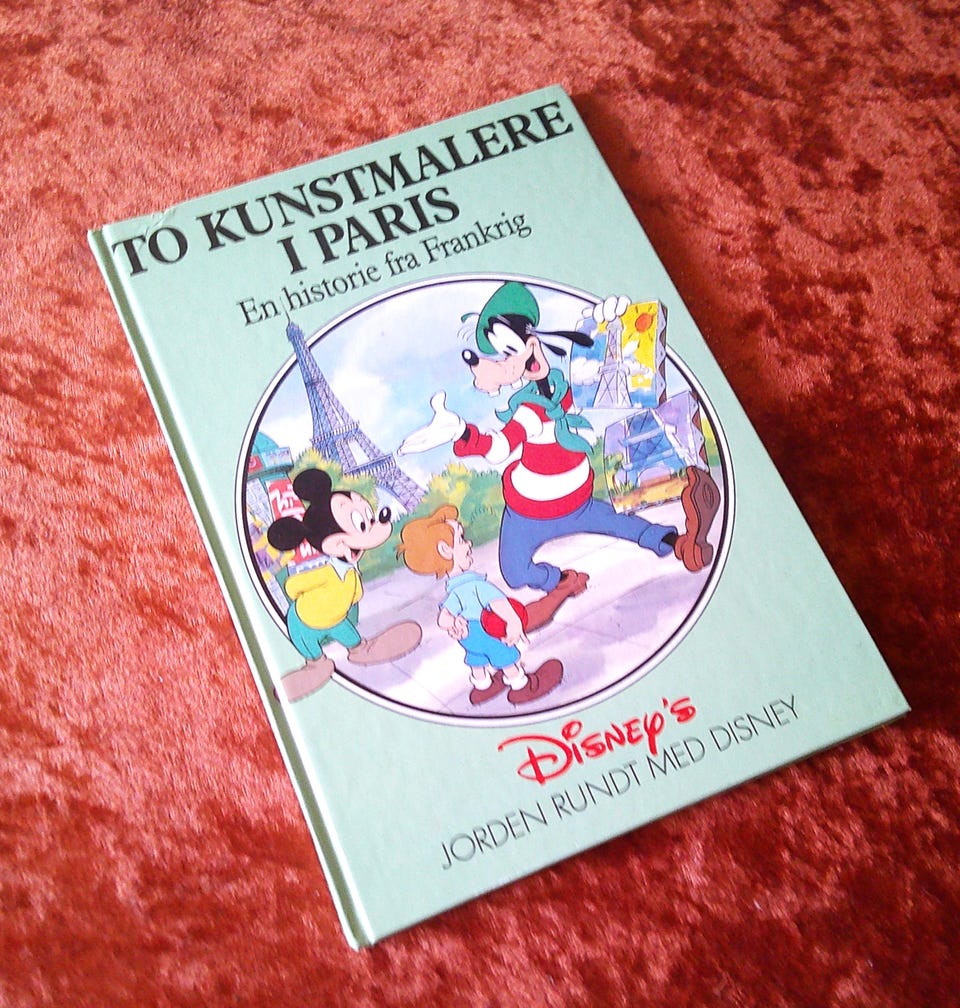 TO KUNSTMALERE
I PARIS
En historie fra Frankrig
DISNEY'S
JORDEN RUNDT MED DISNEY